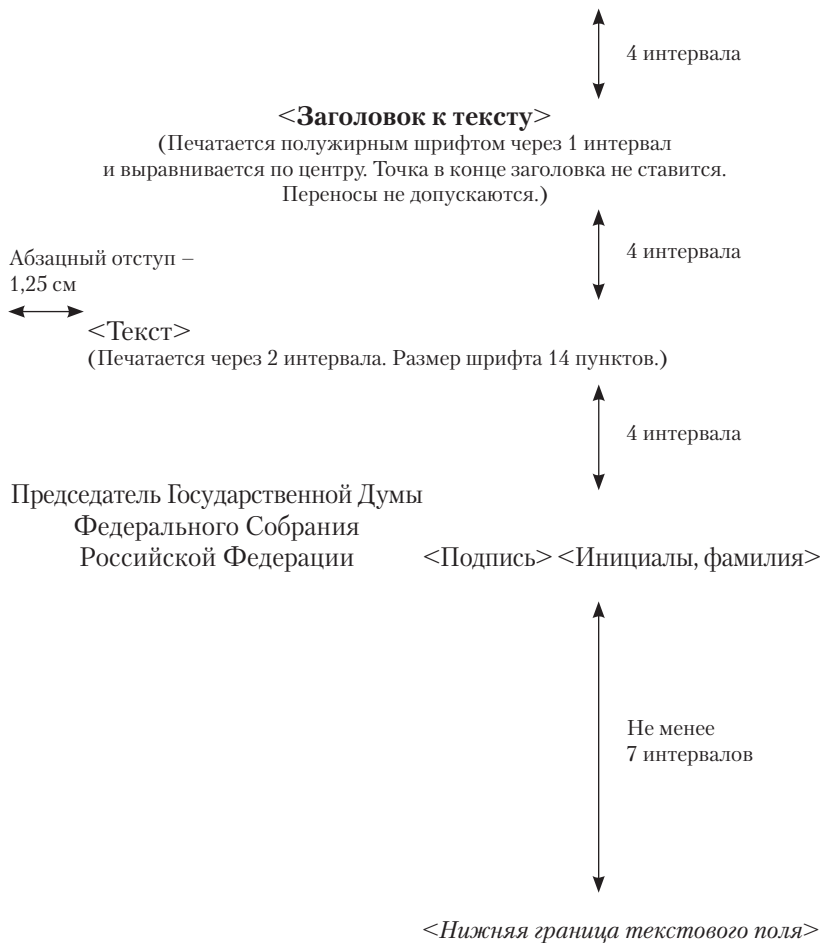 4 интервала
<Заголовок к тексту>
(Печатается полужирным шрифтом через 1 интервал
и выравнивается по центру. Точка в конце заголовка не ставится.
Переносы не допускаются.)
4 интервала
Абзацный отступ –
1,25 см
<Текст>
(Печатается через 2 интервала. Размер шрифта 14 пунктов.)
4 интервала
Председатель Государственной Думы
Федерального Собрания
Российской Федерации <Подпись> <Инициалы, фамилия>
Не менее
7 интервалов
<Нижняя граница текстового поля>